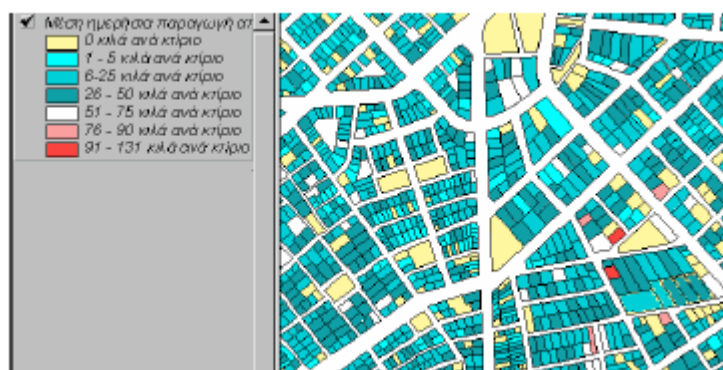 Μέση ημερήσια παραγωγή απ
0 κιλά ανά κτίριο
1 - 5 κιλά ανά κτίριο
6-25 κιλά ανά κτίριο
26 - 50 κιλά ανά κτίριο
51 - 75 κιλά ανά κτίριο
76 - 90 κιλά ανά κτίριο
91 - 131 κιλά ανά κτίριο